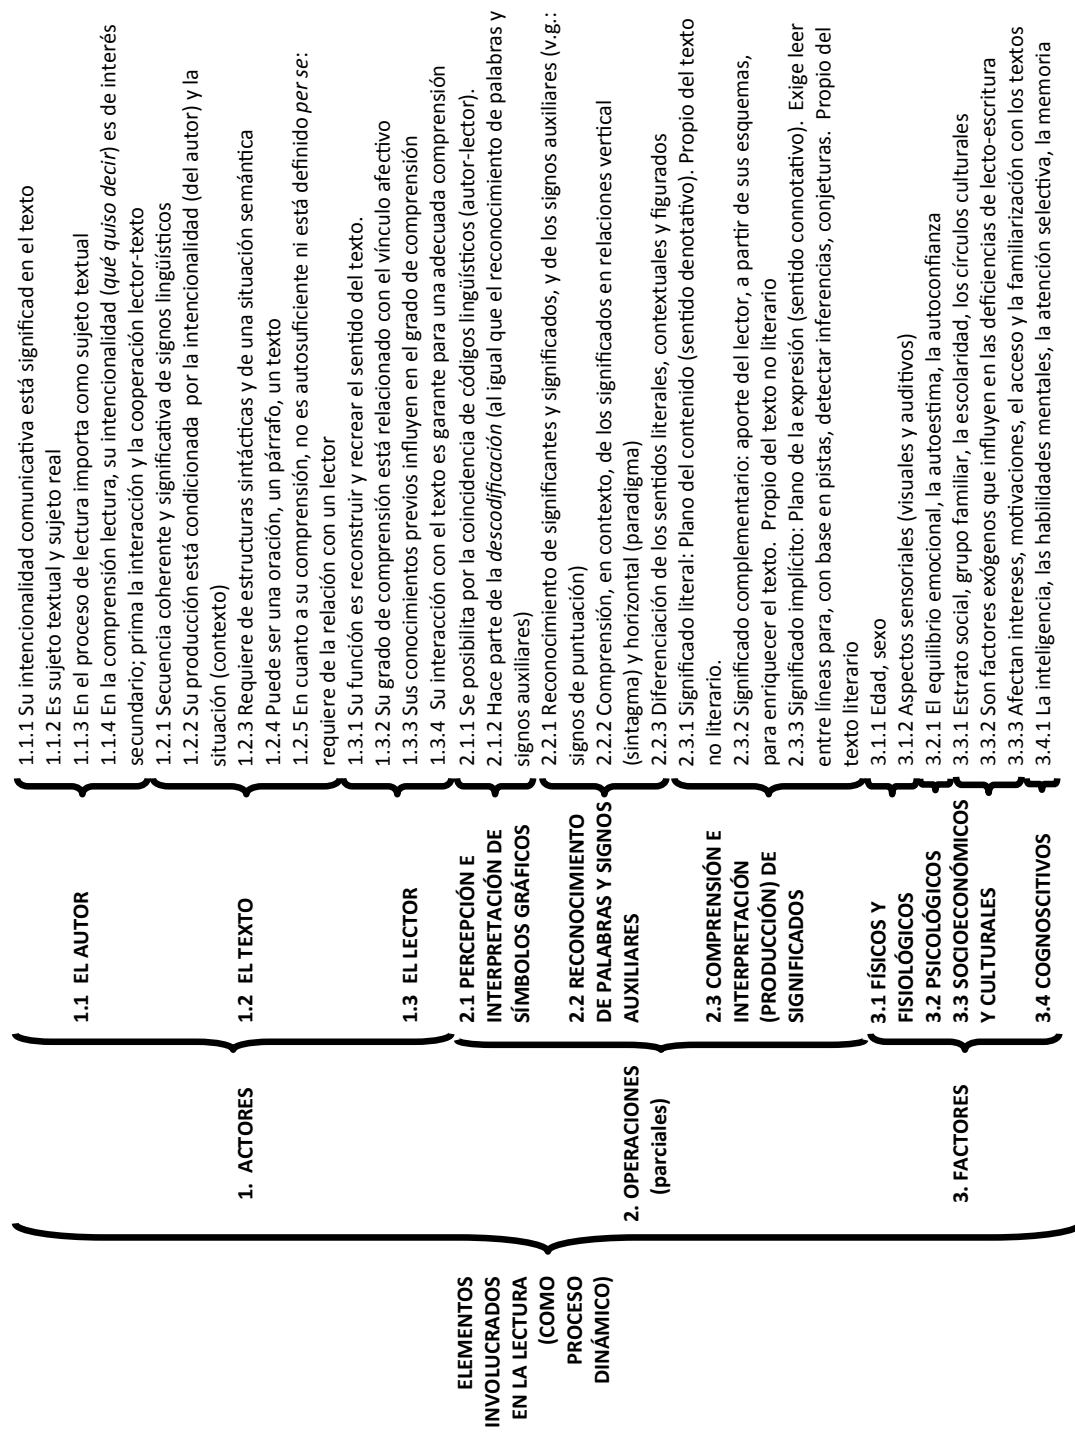 ELEMENTOS
INVOLUCRADOS
EN LA LECTURA
(COMO
PROCESO
DINÁMICO)
1. ACTORES
1.1 EL AUTOR
1.1.1 Su intencionalidad comunicativa está significad en el texto
1.1.2 Es sujeto textual y sujeto real
1.1.3 En el proceso de lectura importa como sujeto textual
1.1.4 En la comprensión lectura, su intencionalidad (qué quiso decir) es de interés
secundario; prima la interacción y la cooperación lector-texto
1.2 EL TEXTO
1.2.1 Secuencia coherente y significativa de signos lingüísticos
1.2.2 Su producción está condicionada por la intencionalidad (del autor) y la
situación (contexto)
1.2.3 Requiere de estructuras sintácticas y de una situación semántica
1.2.4 Puede ser una oración, un párrafo, un texto
1.2.5 En cuanto a su comprensión, no es autosuficiente ni está definido per se:
requiere de la relación con un lector
1.3 EL LECTOR
1.3.1 Su función es reconstruir y recrear el sentido del texto.
1.3.2 Su grado de comprensión está relacionado con el vínculo afectivo
1.3.3 Sus conocimientos previos influyen en el grado de comprensión
1.3.4 Su interacción con el texto es garante para una adecuada comprensión
2. OPERACIONES
(parciales)
2.1 PERCEPCIÓN E
INTERPRETACIÓN DE
SÍMBOLOS GRÁFICOS
2.1.1 Se posibilita por la coincidencia de códigos lingüísticos (autor-lector).
2.1.2 Hace parte de la descodificación (al igual que el reconocimiento de palabras y
signos auxiliares)
2.2 RECONOCIMIENTO
DE PALABRAS Y SIGNOS
AUXILIARES
2.2.1 Reconocimiento de significantes y significados, y de los signos auxiliares (v.g.:
signos de puntuación)
2.2.2 Comprensión, en contexto, de los significados en relaciones vertical
(sintagma) y horizontal (paradigma)
2.2.3 Diferenciación de los sentidos literales, contextuales y figurados
2.3 COMPRENSIÓN E
INTERPRETACIÓN
(PRODUCCIÓN) DE
SIGNIFICADOS
2.3.1 Significado literal: Plano del contenido (sentido denotativo). Propio del texto
no literario.
2.3.2 Significado complementario: aporte del lector, a partir de sus esquemas,
para enriquecer el texto. Propio del texto no literario
2.3.3 Significado implícito:: Plano de la expresión (sentido connotativo). Exige leer
entre líneas para, con base en pistas, detectar inferencias, conjeturas. Propio del
texto literario
3. FACTORES
3.1 FÍSICOS Y
FISIOLÓGICOS
3.1.1 Edad, sexo
3.1.2 Aspectos sensoriales (visuales y auditivos)
3.2 PSICOLÓGICOS
3.2.1 El equilibrio emocional, la autoestima, la autoconfianza
3.3 SOCIOECONÓMICOS
Y CULTURALES
3.3.1 Estrato social, grupo familiar, la escolaridad, los círculos culturales
3.3.2 Son factores exógenos que influyen en las deficiencias de lecto-escritura
3.3.3 Afectan intereses, motivaciones, el acceso y la familiarización con los textos
3.4 COGNOSCITIVOS
3.4.1 La inteligencia, las habilidades mentales, la atención selectiva, la memoria